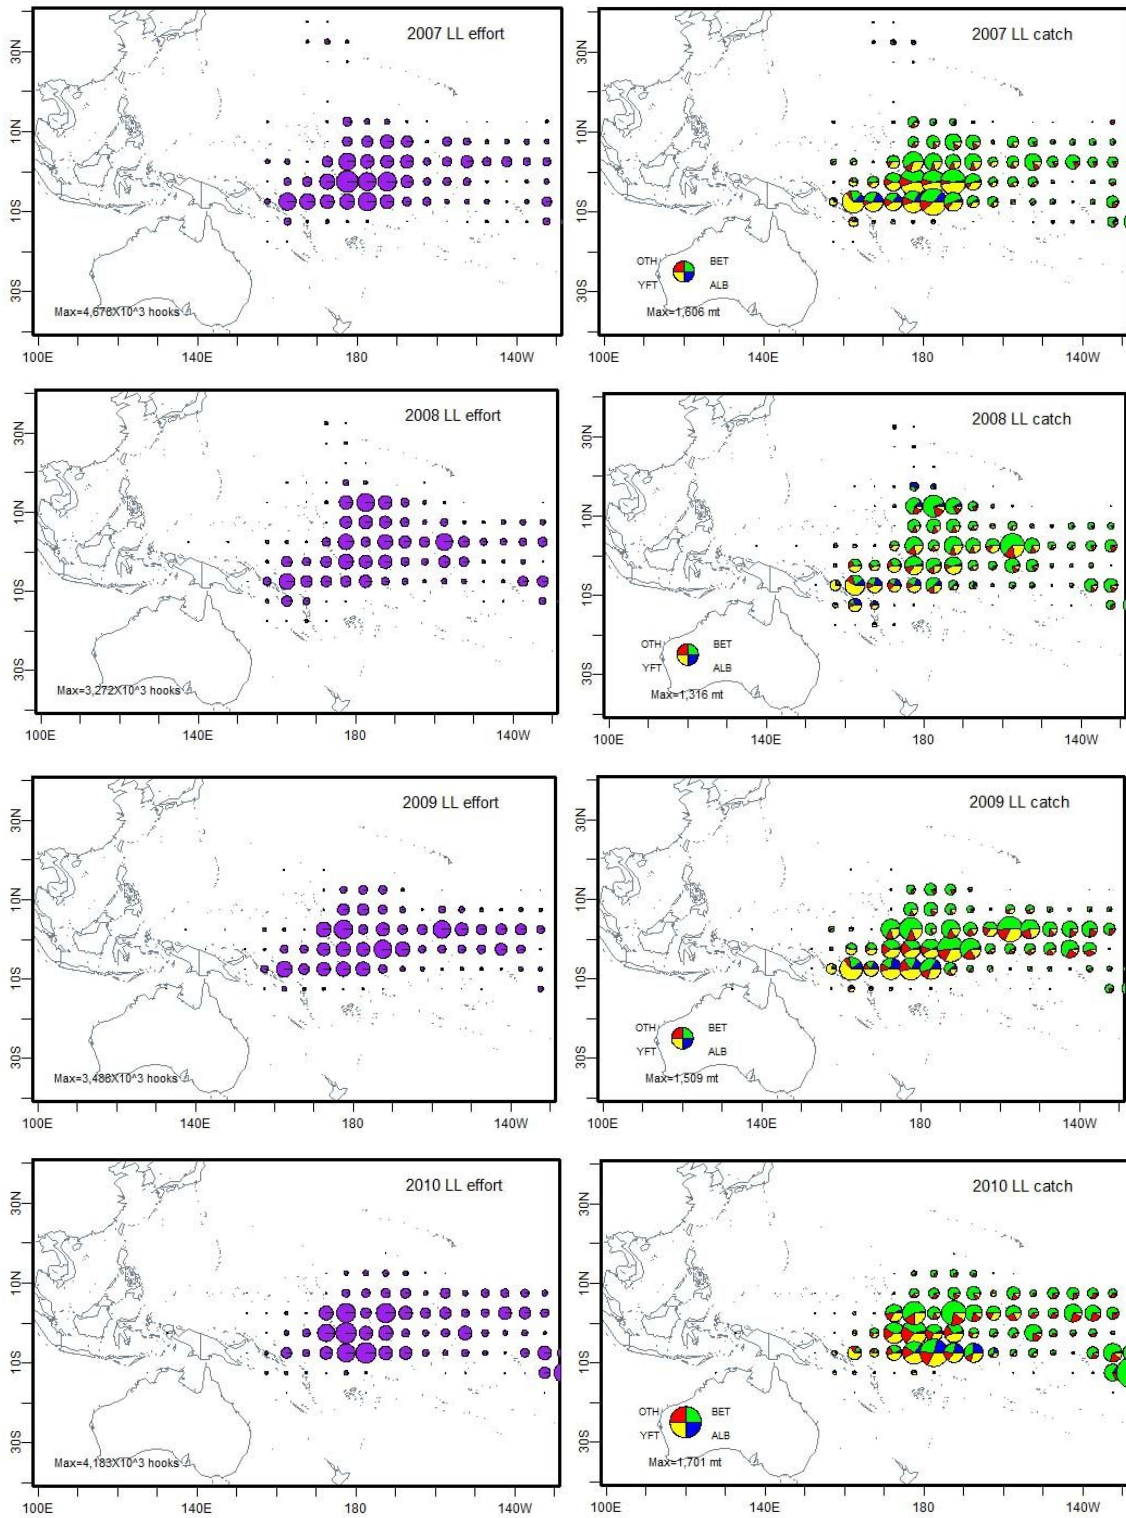 2007 LL effort
30N
10N
10S
30S
Max=4,676X10^3 hooks
100E 140E 180 140W
2007 LL catch
30N
10N
10S
30S
OTH BET
YFT ALB
Max=1,606 mt
100E 140E 180 140W
2008 LL effort
30N
10N
10S
30S
Max=3,272X10^3 hooks
100E 140E 180 140W
2008 LL catch
30N
10N
10S
30S
OTH BET
YFT ALB
Max=1,316 mt
100E 140E 180 140W
2009 LL effort
30N
10N
10S
30S
Max=3,488X10^3 hooks
100E 140E 180 140W
2009 LL catch
30N
10N
10S
30S
OTH BET
YFT ALB
Max=1,509 mt
100E 140E 180 140W
2010 LL effort
30N
10N
10S
30S
Max=4,183X10^3 hooks
100E 140E 180 140W
2010 LL catch
30N
10N
10S
30S
OTH BET
YFT ALB
Max=1,701 mt
100E 140E 180 140W